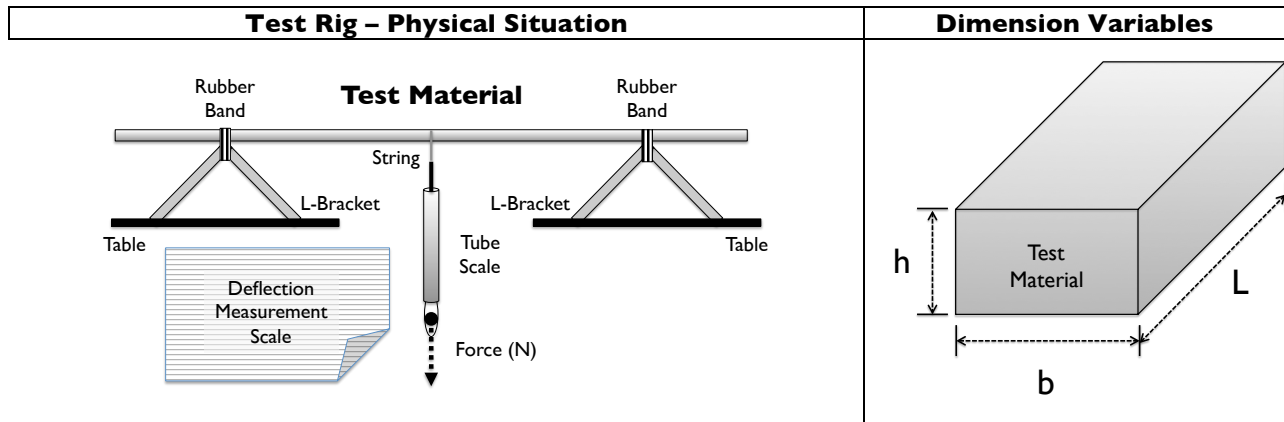 Test Rig – Physical Situation
Dimension Variables
Rubber
Band
Test Material
Rubber
Band
String
L-Bracket
L-Bracket
Table
Tube
Scale
Table
Deflection
Measurement
Scale
Force (N)
h
Test
Material
L
b